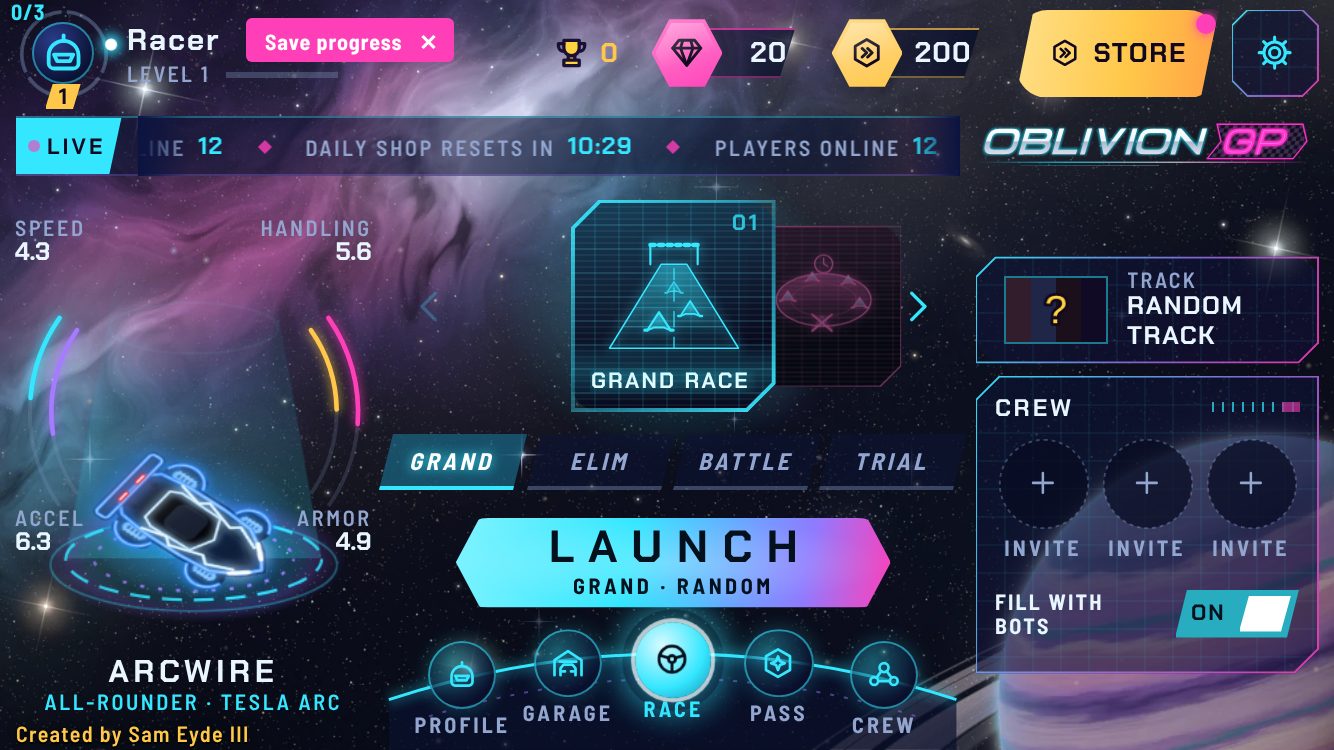 0/3
Racer
LEVEL 1
1
Save progress ×
0
20
200
STORE
LIVE
INE 12 ◆ DAILY SHOP RESETS IN 10:29 ◆ PLAYERS ONLINE 12
OBLIVION GP
SPEED
4.3
HANDLING
5.6
01
GRAND RACE
TRACK
?
RANDOM
TRACK
CREW
GRAND
ELIM
BATTLE
TRIAL
ACCEL
6.3
ARMOR
4.9
LAUNCH
GRAND · RANDOM
+ + +
INVITE INVITE INVITE
FILL WITH
BOTS
ON
ARCWIRE
ALL-ROUNDER · TESLA ARC
Created by Sam Eyde III
PROFILE
GARAGE
RACE
PASS
CREW